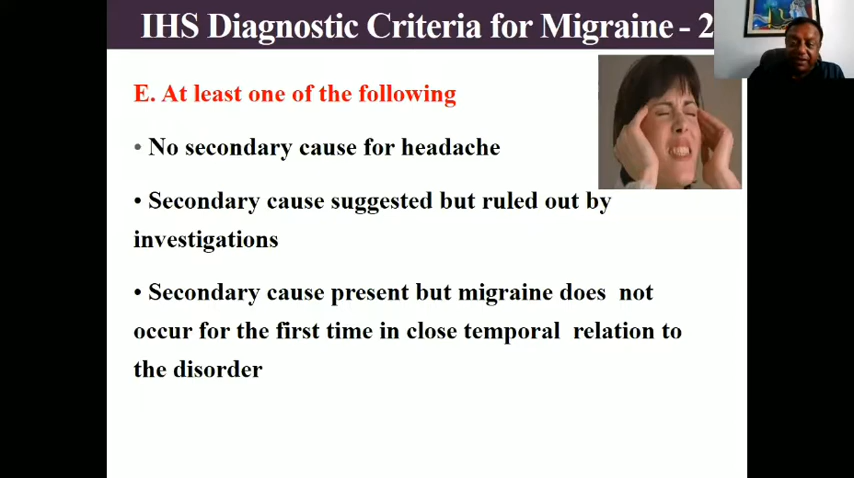 IHS Diagnostic Criteria for Migraine - 2
E. At least one of the following
• No secondary cause for headache
• Secondary cause suggested but ruled out by
investigations
• Secondary cause present but migraine does not
occur for the first time in close temporal relation to
the disorder